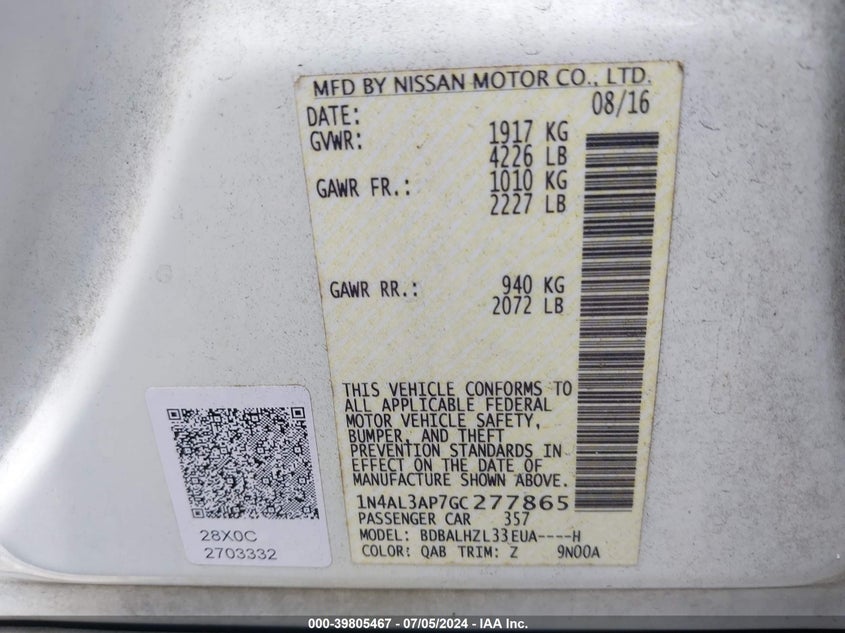 MFD BY NISSAN MOTOR CO., LTD.
DATE: 08/16
GVWR: 1917 KG
4226 LB
GAWR FR.: 1010 KG
2227 LB
GAWR RR.: 940 KG
2072 LB
THIS VEHICLE CONFORMS TO
ALL APPLICABLE FEDERAL
MOTOR VEHICLE SAFETY,
BUMPER, AND THEFT
PREVENTION STANDARDS IN
EFFECT ON THE DATE OF
MANUFACTURE SHOWN ABOVE.
1N4AL3AP7GC277865
PASSENGER CAR 357
MODEL: BDBALHZL33EUA----H
COLOR: QAB TRIM: Z 9N00A
28X0C
2703332
000-39805467 - 07/05/2024 - IAA Inc.